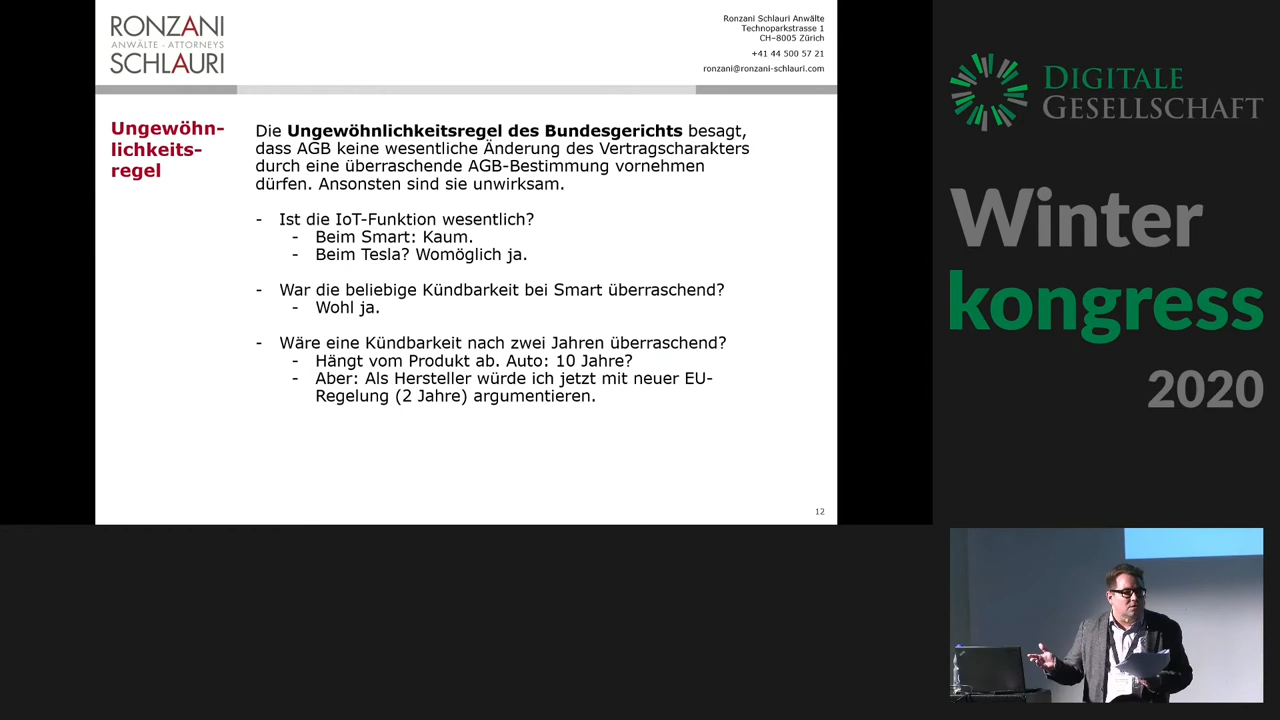 RONZANI
ANWÄLTE - ATTORNEYS
SCHLAURI
Ronzani Schlauri Anwälte
Technoparkstrasse 1
CH–8005 Zürich
+41 44 500 57 21
ronzani@ronzani-schlauri.com
Ungewöhn-
lichkeits-
regel
Die Ungewöhnlichkeitsregel des Bundesgerichts besagt,
dass AGB keine wesentliche Änderung des Vertragscharakters
durch eine überraschende AGB-Bestimmung vornehmen
dürfen. Ansonsten sind sie unwirksam.
- Ist die IoT-Funktion wesentlich?
- Beim Smart: Kaum.
- Beim Tesla? Womöglich ja.
- War die beliebige Kündbarkeit bei Smart überraschend?
- Wohl ja.
- Wäre eine Kündbarkeit nach zwei Jahren überraschend?
- Hängt vom Produkt ab. Auto: 10 Jahre?
- Aber: Als Hersteller würde ich jetzt mit neuer EU-
Regelung (2 Jahre) argumentieren.
12
DIGITALE
GESELLSCHAFT
Winter
kongress
2020